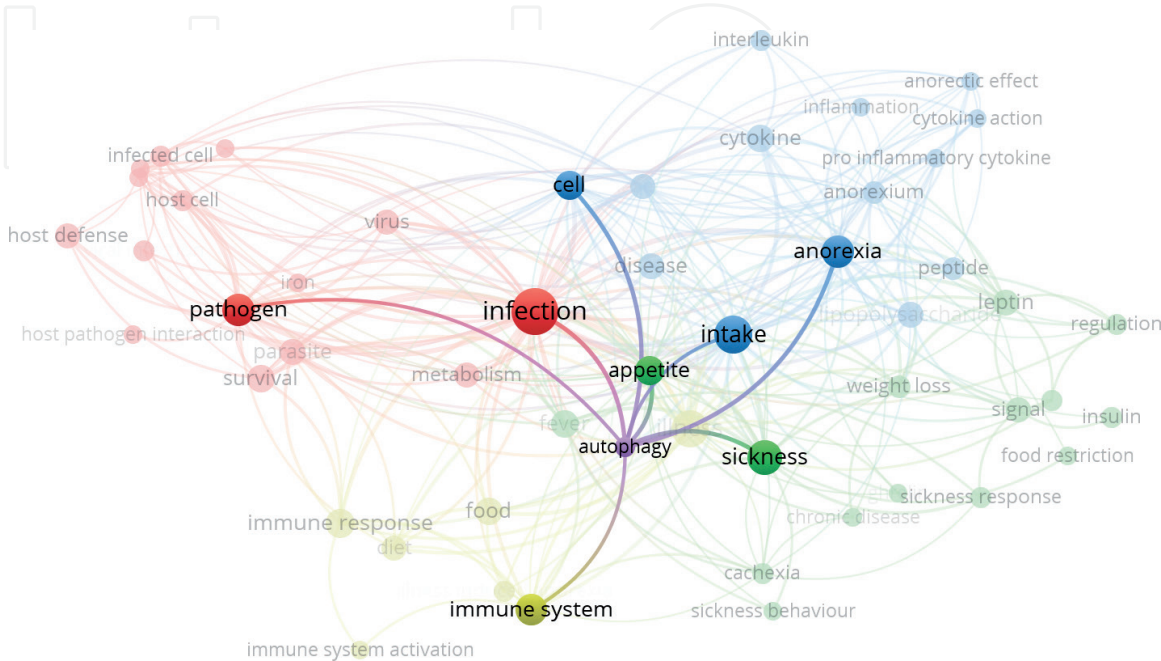 interleukin
anorectic effect
inflammation
cytokine action
cytokine
infected cell
pro inflammatory cytokine
cell
anorexium
host cell
virus
host defense
anorexia
disease
peptide
iron
leptin
pathogen
infection
lipopolysaccharide
regulation
host pathogen interaction
intake
parasite
appetite
survival
metabolism
weight loss
signal
insulin
fever
autophagy
sickness
food restriction
sickness response
food
immune response
chronic disease
diet
cachexia
immune system
sickness behaviour
immune system activation